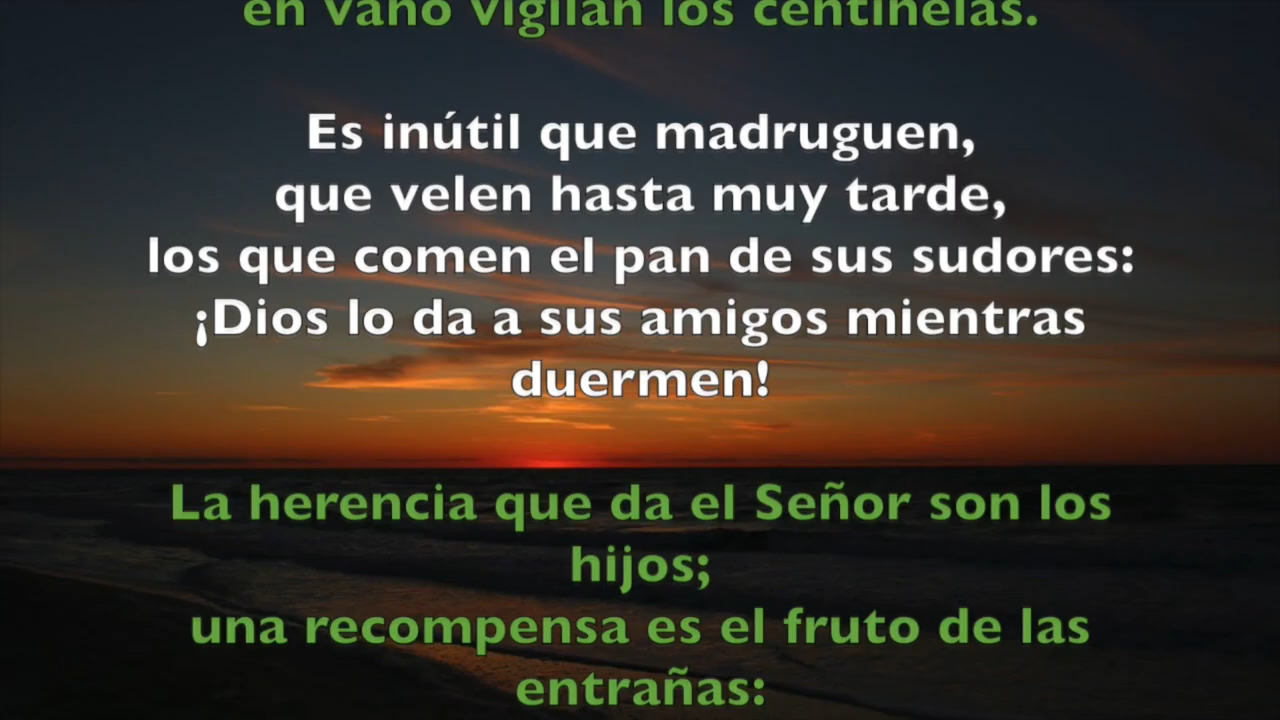 en vano vigilan los centinelas.
Es inútil que madruguen,
que velen hasta muy tarde,
los que comen el pan de sus sudores:
¡Dios lo da a sus amigos mientras
duermen!
La herencia que da el Señor son los
hijos;
una recompensa es el fruto de las
entrañas: